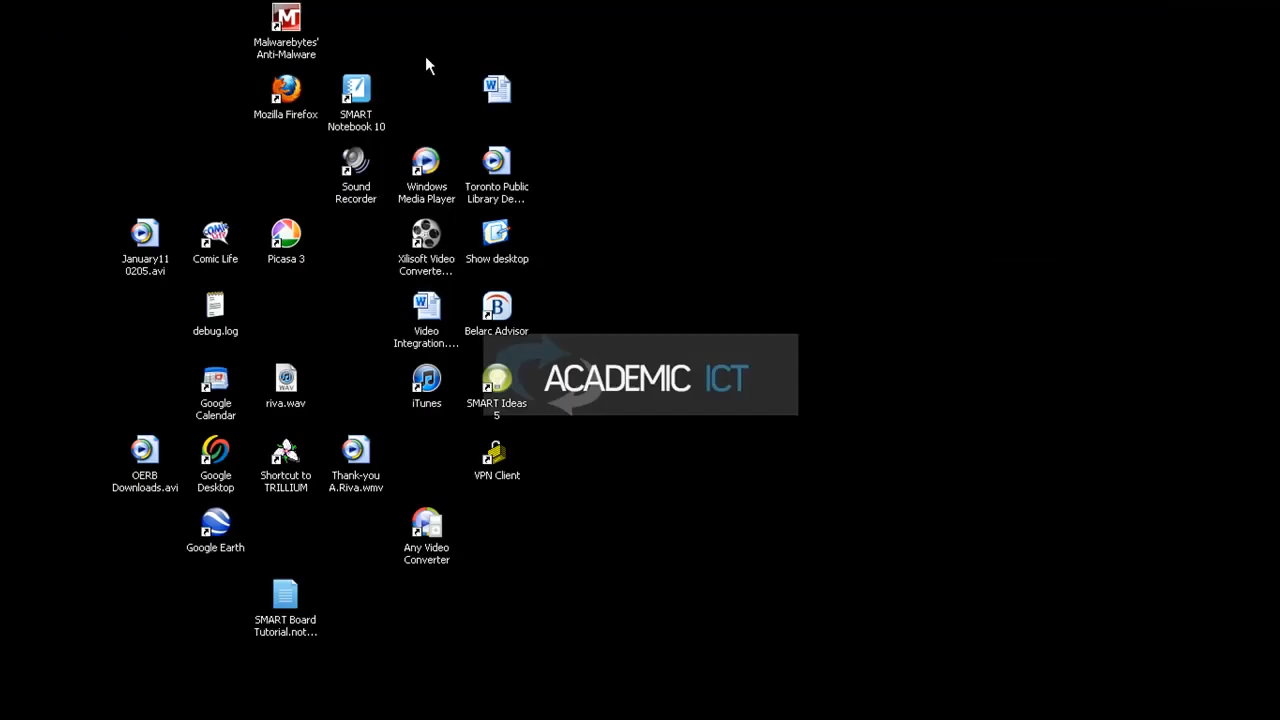 Malwarebytes'
Anti-Malware
Mozilla Firefox
SMART
Notebook 10
Sound
Recorder
Windows
Media Player
Toronto Public
Library De...
January11
0205.avi
Comic Life
Picasa 3
Xilisoft Video
Converte...
Show desktop
debug.log
Video
Integration....
Belarc Advisor
Google
Calendar
riva.wav
iTunes
SMART Ideas
5
ACADEMIC ICT
OERB
Downloads.avi
Google
Desktop
Shortcut to
TRILLIUM
Thank-you
A.Riva.wmv
VPN Client
Google Earth
Any Video
Converter
SMART Board
Tutorial.not...